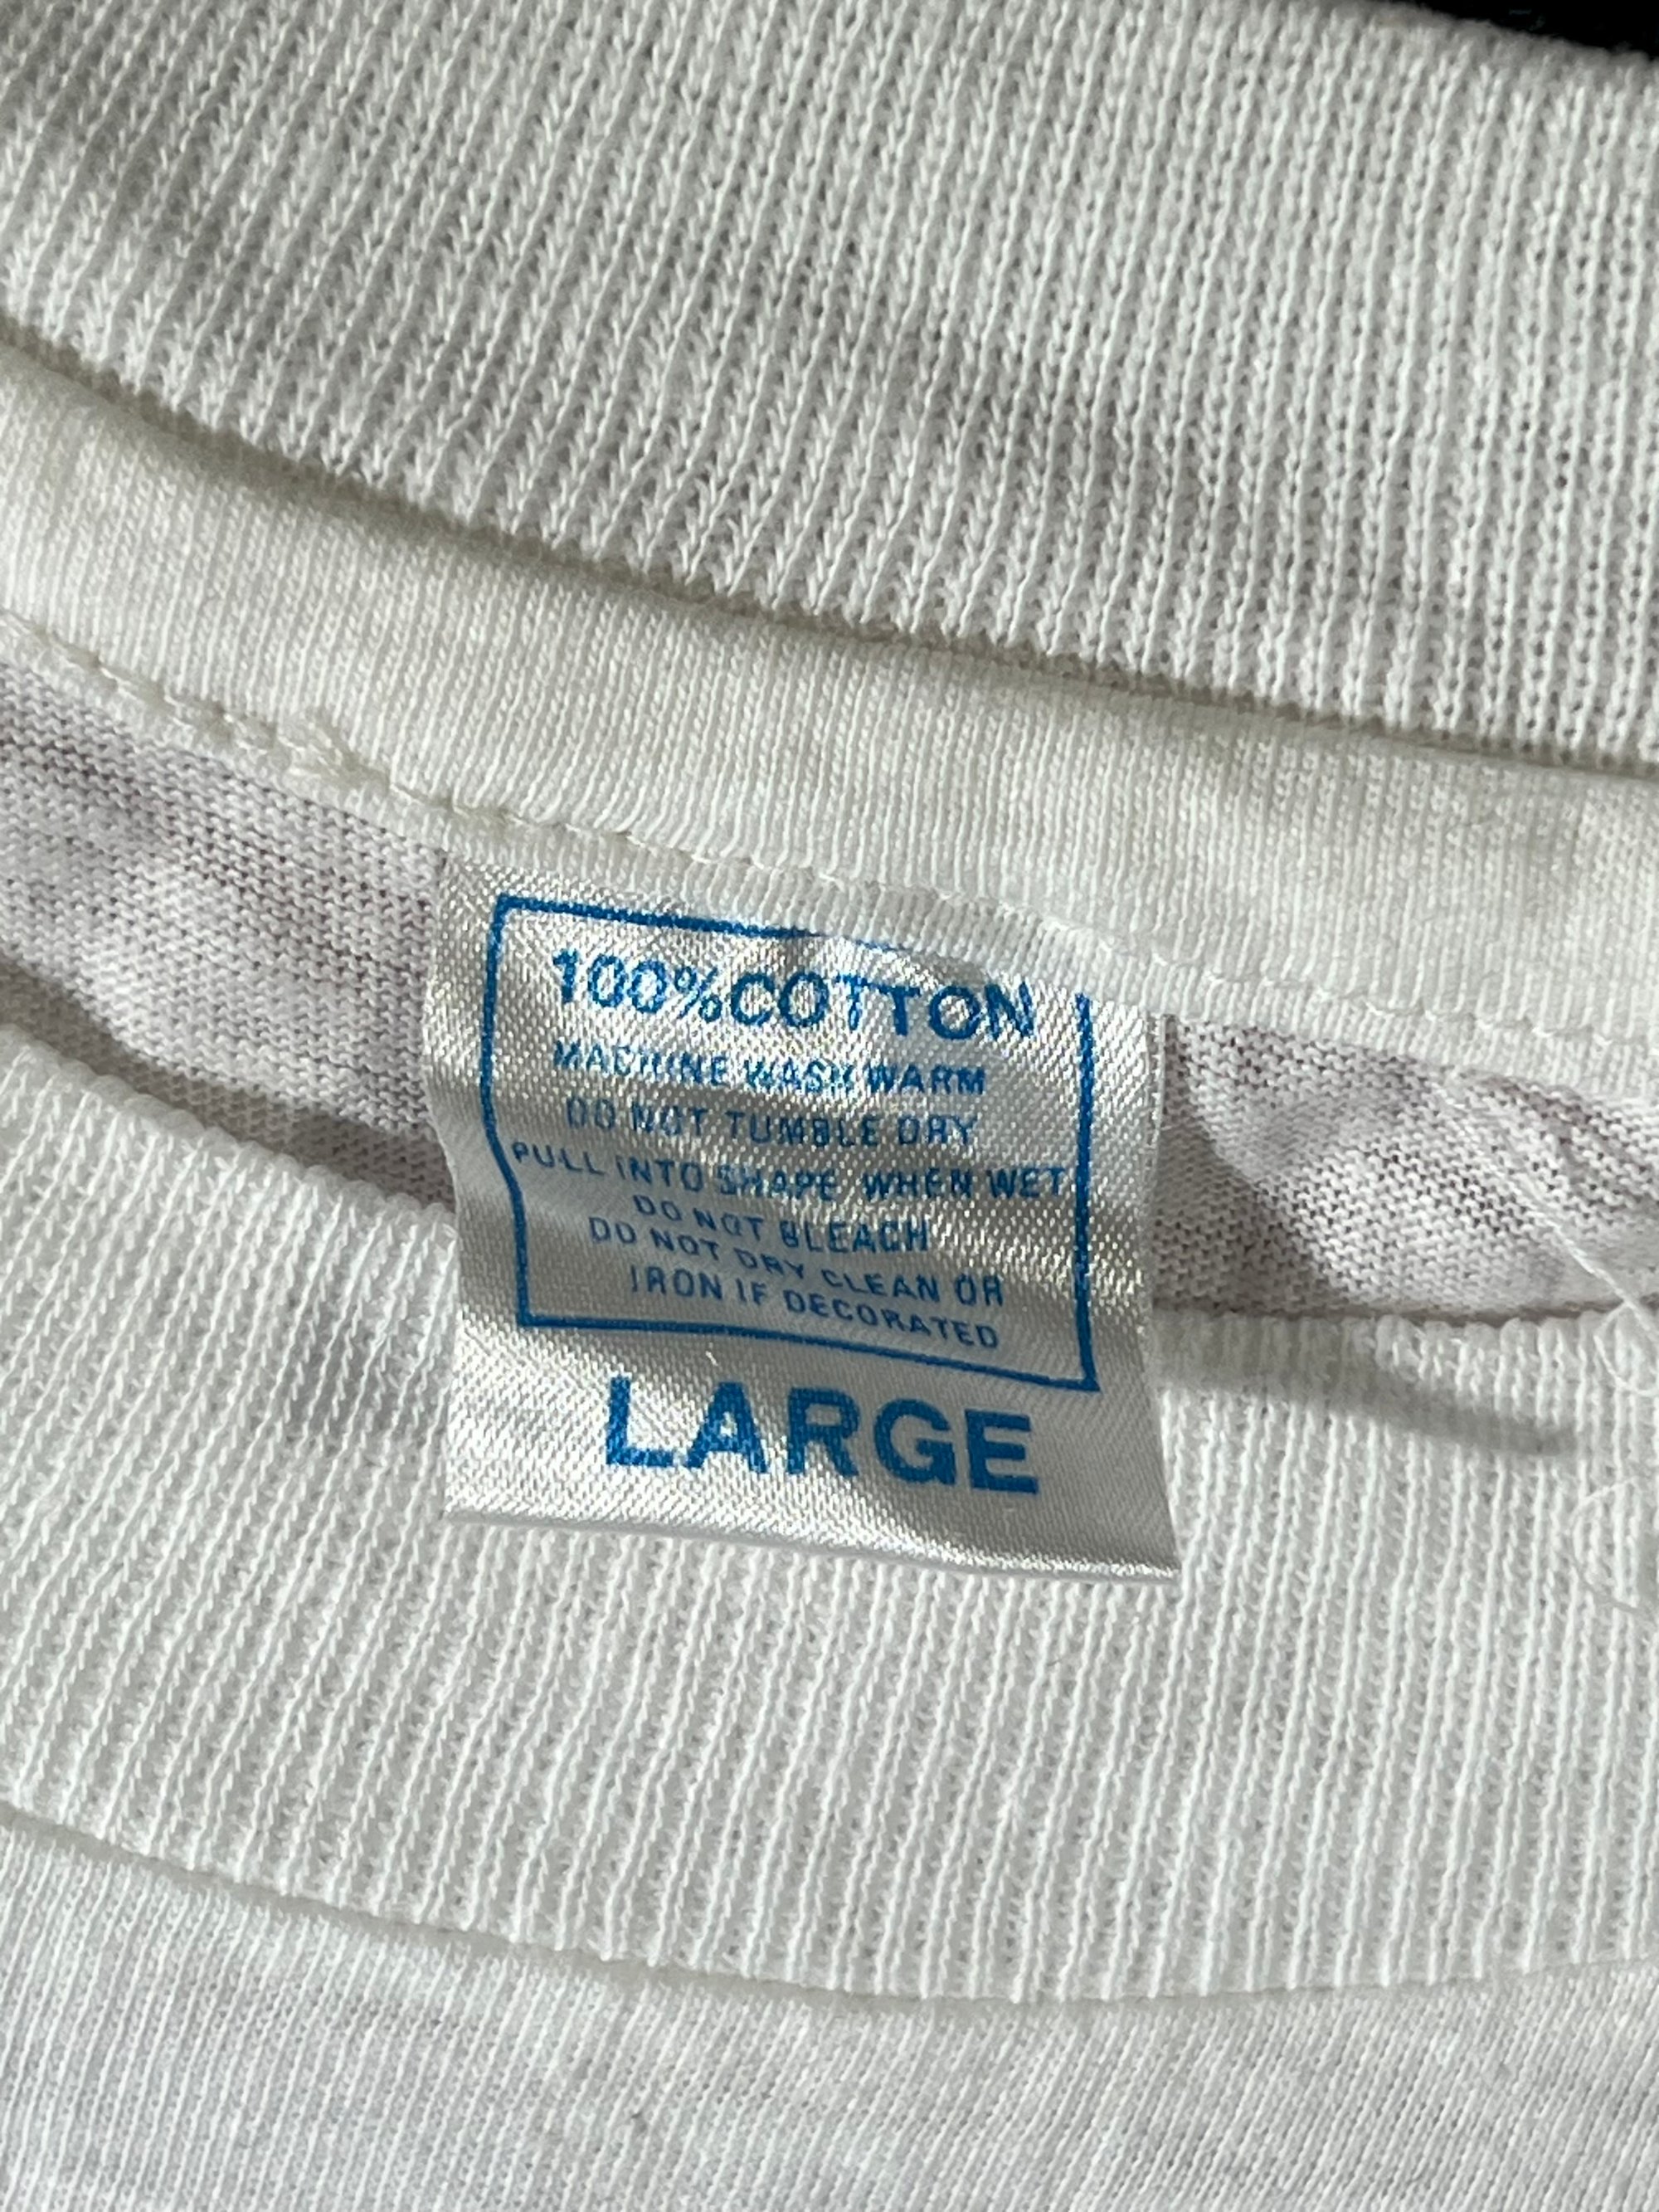 100%COTTON
MACHINE WASH WARM
DO NOT TUMBLE DRY
PULL INTO SHAPE WHEN WET
DO NOT BLEACH
DO NOT DRY CLEAN OR
IRON IF DECORATED
LARGE